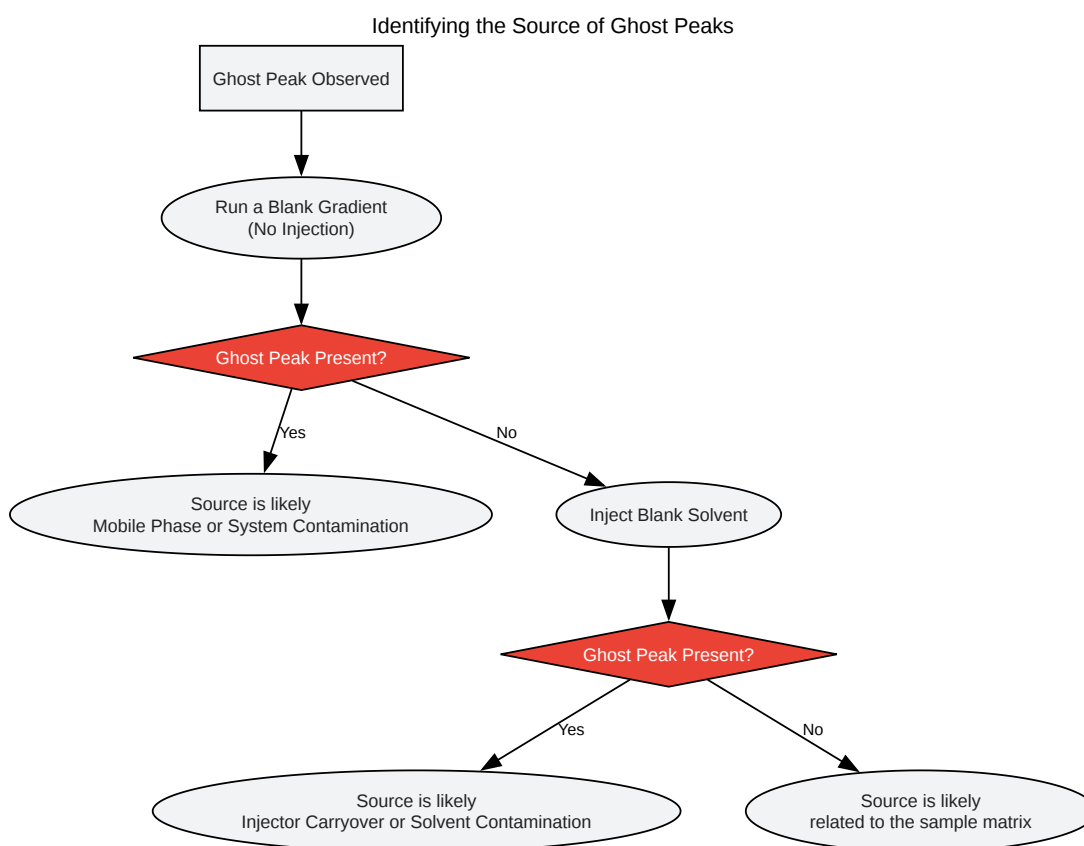 Identifying the Source of Ghost Peaks
Ghost Peak Observed
Run a Blank Gradient
(No Injection)
Ghost Peak Present?
Yes
No
Source is likely
Mobile Phase or System Contamination
Inject Blank Solvent
Ghost Peak Present?
Yes
No
Source is likely
Injector Carryover or Solvent Contamination
Source is likely
related to the sample matrix